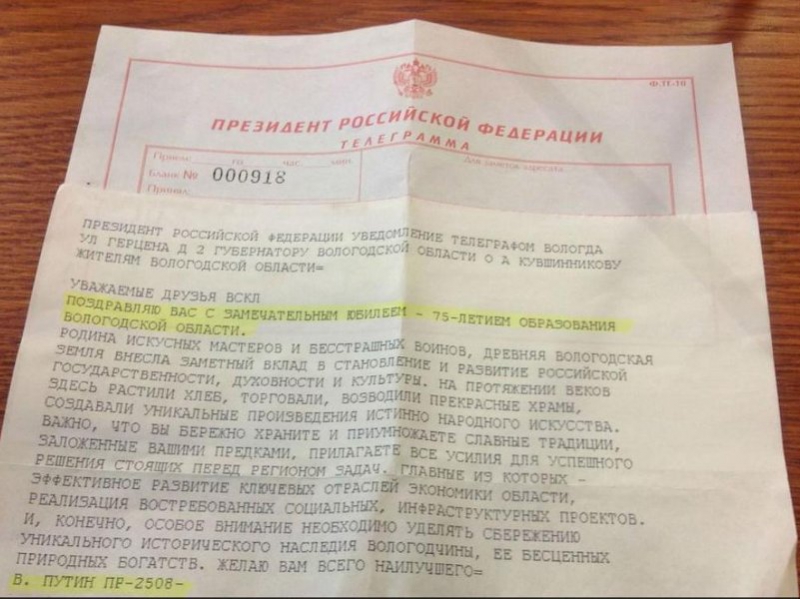 Ф.ТГ-10
ПРЕЗИДЕНТ РОССИЙСКОЙ ФЕДЕРАЦИИ
ТЕЛЕГРАММА
Прием: го час. мин.
Для заметок адресата
Бланк № 000918
Принял:
ПРЕЗИДЕНТ РОССИЙСКОЙ ФЕДЕРАЦИИ УВЕДОМЛЕНИЕ ТЕЛЕГРАФОМ ВОЛОГДА
УЛ ГЕРЦЕНА Д 2 ГУБЕРНАТОРУ ВОЛОГОДСКОЙ ОБЛАСТИ О А КУВШИННИКОВУ
ЖИТЕЛЯМ ВОЛОГОДСКОЙ ОБЛАСТИ=
УВАЖАЕМЫЕ ДРУЗЬЯ ВСКЛ
ПОЗДРАВЛЯЮ ВАС С ЗАМЕЧАТЕЛЬНЫМ ЮБИЛЕЕМ - 75-ЛЕТИЕМ ОБРАЗОВАНИЯ
ВОЛОГОДСКОЙ ОБЛАСТИ.
РОДИНА ИСКУСНЫХ МАСТЕРОВ И БЕССТРАШНЫХ ВОИНОВ, ДРЕВНЯЯ ВОЛОГОДСКАЯ
ЗЕМЛЯ ВНЕСЛА ЗАМЕТНЫЙ ВКЛАД В СТАНОВЛЕНИЕ И РАЗВИТИЕ РОССИЙСКОЙ
ГОСУДАРСТВЕННОСТИ, ДУХОВНОСТИ И КУЛЬТУРЫ. НА ПРОТЯЖЕНИИ ВЕКОВ
ЗДЕСЬ РАСТИЛИ ХЛЕБ, ТОРГОВАЛИ, ВОЗВОДИЛИ ПРЕКРАСНЫЕ ХРАМЫ,
СОЗДАВАЛИ УНИКАЛЬНЫЕ ПРОИЗВЕДЕНИЯ ИСТИННО НАРОДНОГО ИСКУССТВА.
ВАЖНО, ЧТО ВЫ БЕРЕЖНО ХРАНИТЕ И ПРИУМНОЖАЕТЕ СЛАВНЫЕ ТРАДИЦИИ,
ЗАЛОЖЕННЫЕ ВАШИМИ ПРЕДКАМИ, ПРИЛАГАЕТЕ ВСЕ УСИЛИЯ ДЛЯ УСПЕШНОГО
РЕШЕНИЯ СТОЯЩИХ ПЕРЕД РЕГИОНОМ ЗАДАЧ. ГЛАВНЫЕ ИЗ КОТОРЫХ -
ЭФФЕКТИВНОЕ РАЗВИТИЕ КЛЮЧЕВЫХ ОТРАСЛЕЙ ЭКОНОМИКИ ОБЛАСТИ,
РЕАЛИЗАЦИЯ ВОСТРЕБОВАННЫХ СОЦИАЛЬНЫХ, ИНФРАСТРУКТУРНЫХ ПРОЕКТОВ.
И, КОНЕЧНО, ОСОБОЕ ВНИМАНИЕ НЕОБХОДИМО УДЕЛЯТЬ СБЕРЕЖЕНИЮ
УНИКАЛЬНОГО ИСТОРИЧЕСКОГО НАСЛЕДИЯ ВОЛОГОДЧИНЫ, ЕЕ БЕСЦЕННЫХ
ПРИРОДНЫХ БОГАТСТВ. ЖЕЛАЮ ВАМ ВСЕГО НАИЛУЧШЕГО=
В. ПУТИН ПР-2508-